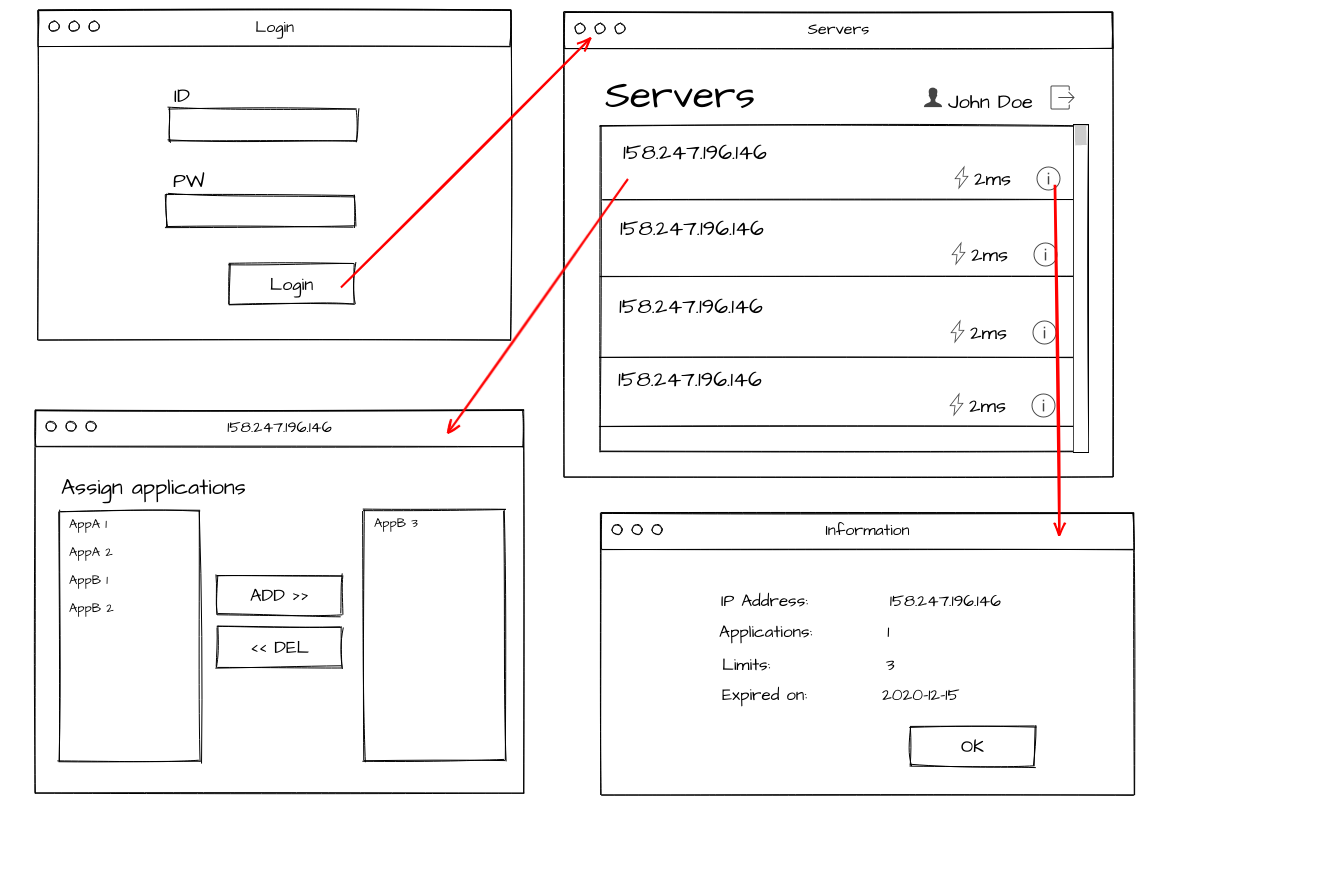 Login
ID
PW
Login
Servers
Servers
John Doe
158.247.196.146
2ms
i
158.247.196.146
2ms
i
158.247.196.146
2ms
i
158.247.196.146
2ms
i
158.247.196.146
Assign applications
AppA 1
AppA 2
AppB 1
AppB 2
ADD >>
<< DEL
AppB 3
Information
IP Address: 158.247.196.146
Applications: 1
Limits: 3
Expired on: 2020-12-15
OK